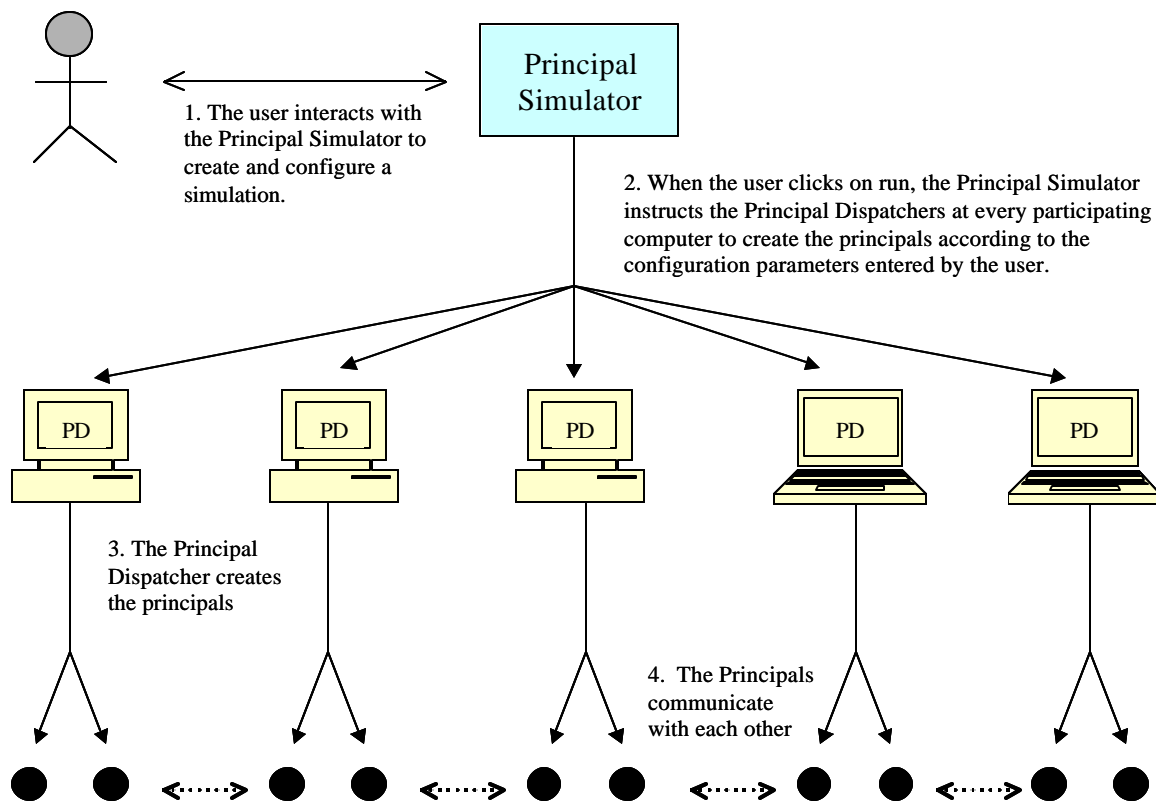 Principal
Simulator
1. The user interacts with
the Principal Simulator to
create and configure a
simulation.
2. When the user clicks on run, the Principal Simulator
instructs the Principal Dispatchers at every participating
computer to create the principals according to the
configuration parameters entered by the user.
PD
PD
PD
PD
PD
3. The Principal
Dispatcher creates
the principals
4. The Principals
communicate
with each other